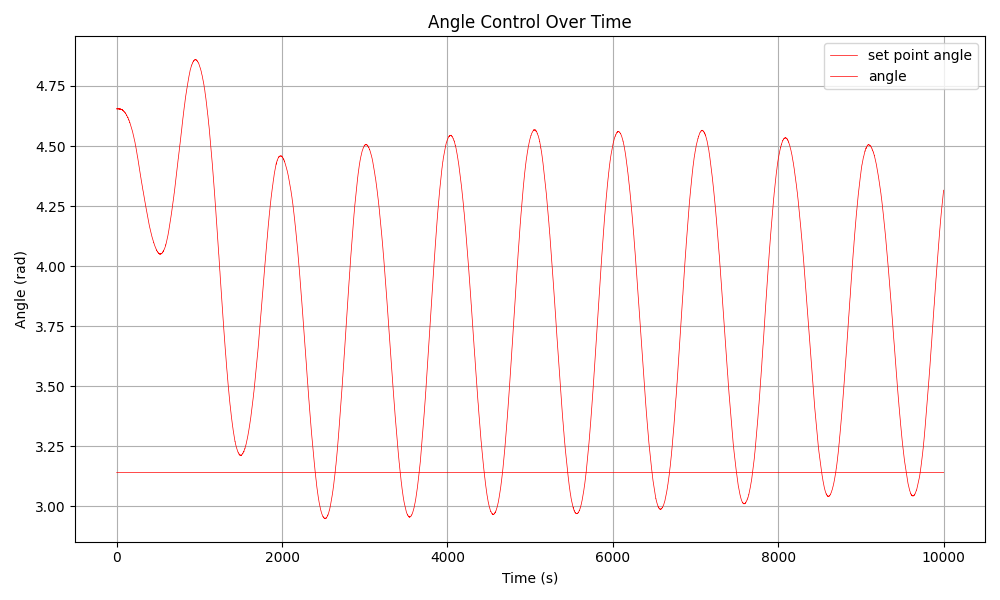 Angle Control Over Time
set point angle
angle
Angle (rad)
4.75
4.50
4.25
4.00
3.75
3.50
3.25
3.00
0 2000 4000 6000 8000 10000
Time (s)